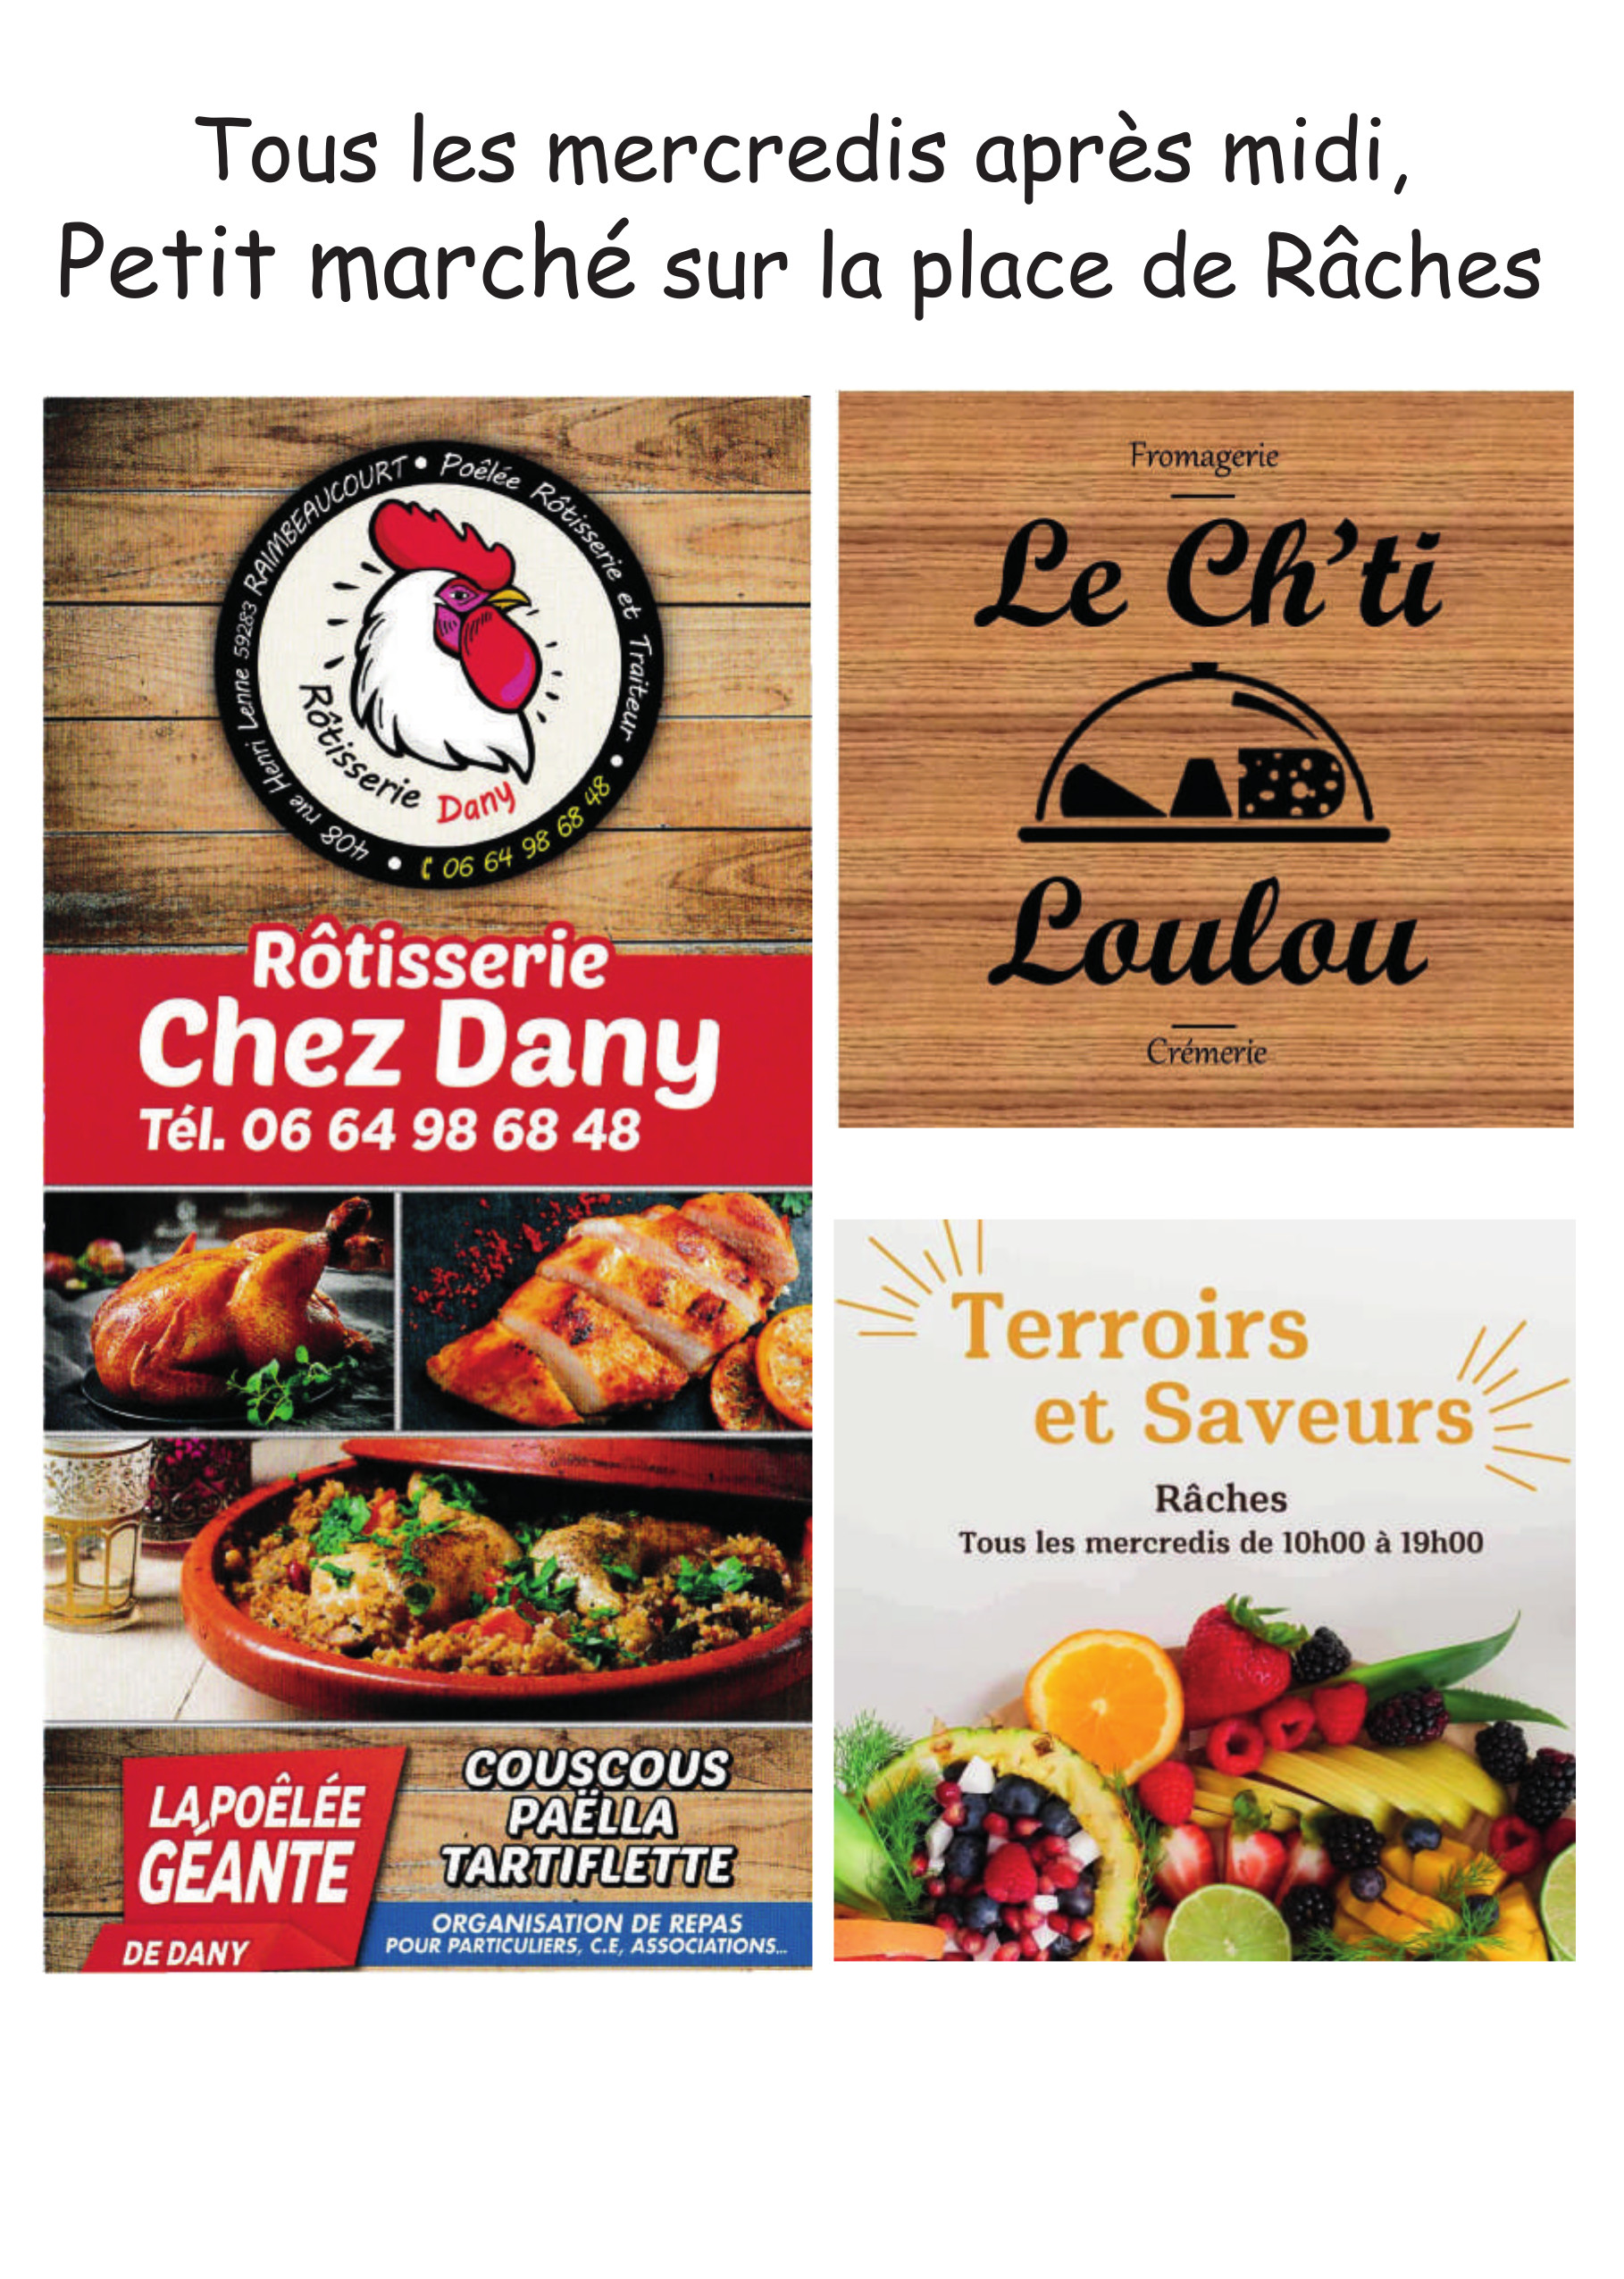 Tous les mercredis après midi,
Petit marché sur la place de Râches
408 rue Henri Lenne 59283 RAIMBEAUCOURT • Poêlée Rôtisserie et Traiteur •
06 64 98 68 48
Rôtisserie Dany
Rôtisserie
Chez Dany
Tél. 06 64 98 68 48
LA POÊLÉE
GÉANTE
DE DANY
COUSCOUS
PAËLLA
TARTIFLETTE
ORGANISATION DE REPAS
POUR PARTICULIERS, C.E, ASSOCIATIONS...
Fromagerie
Le Ch'ti
Loulou
Crémerie
Terroirs
et Saveurs
Râches
Tous les mercredis de 10h00 à 19h00